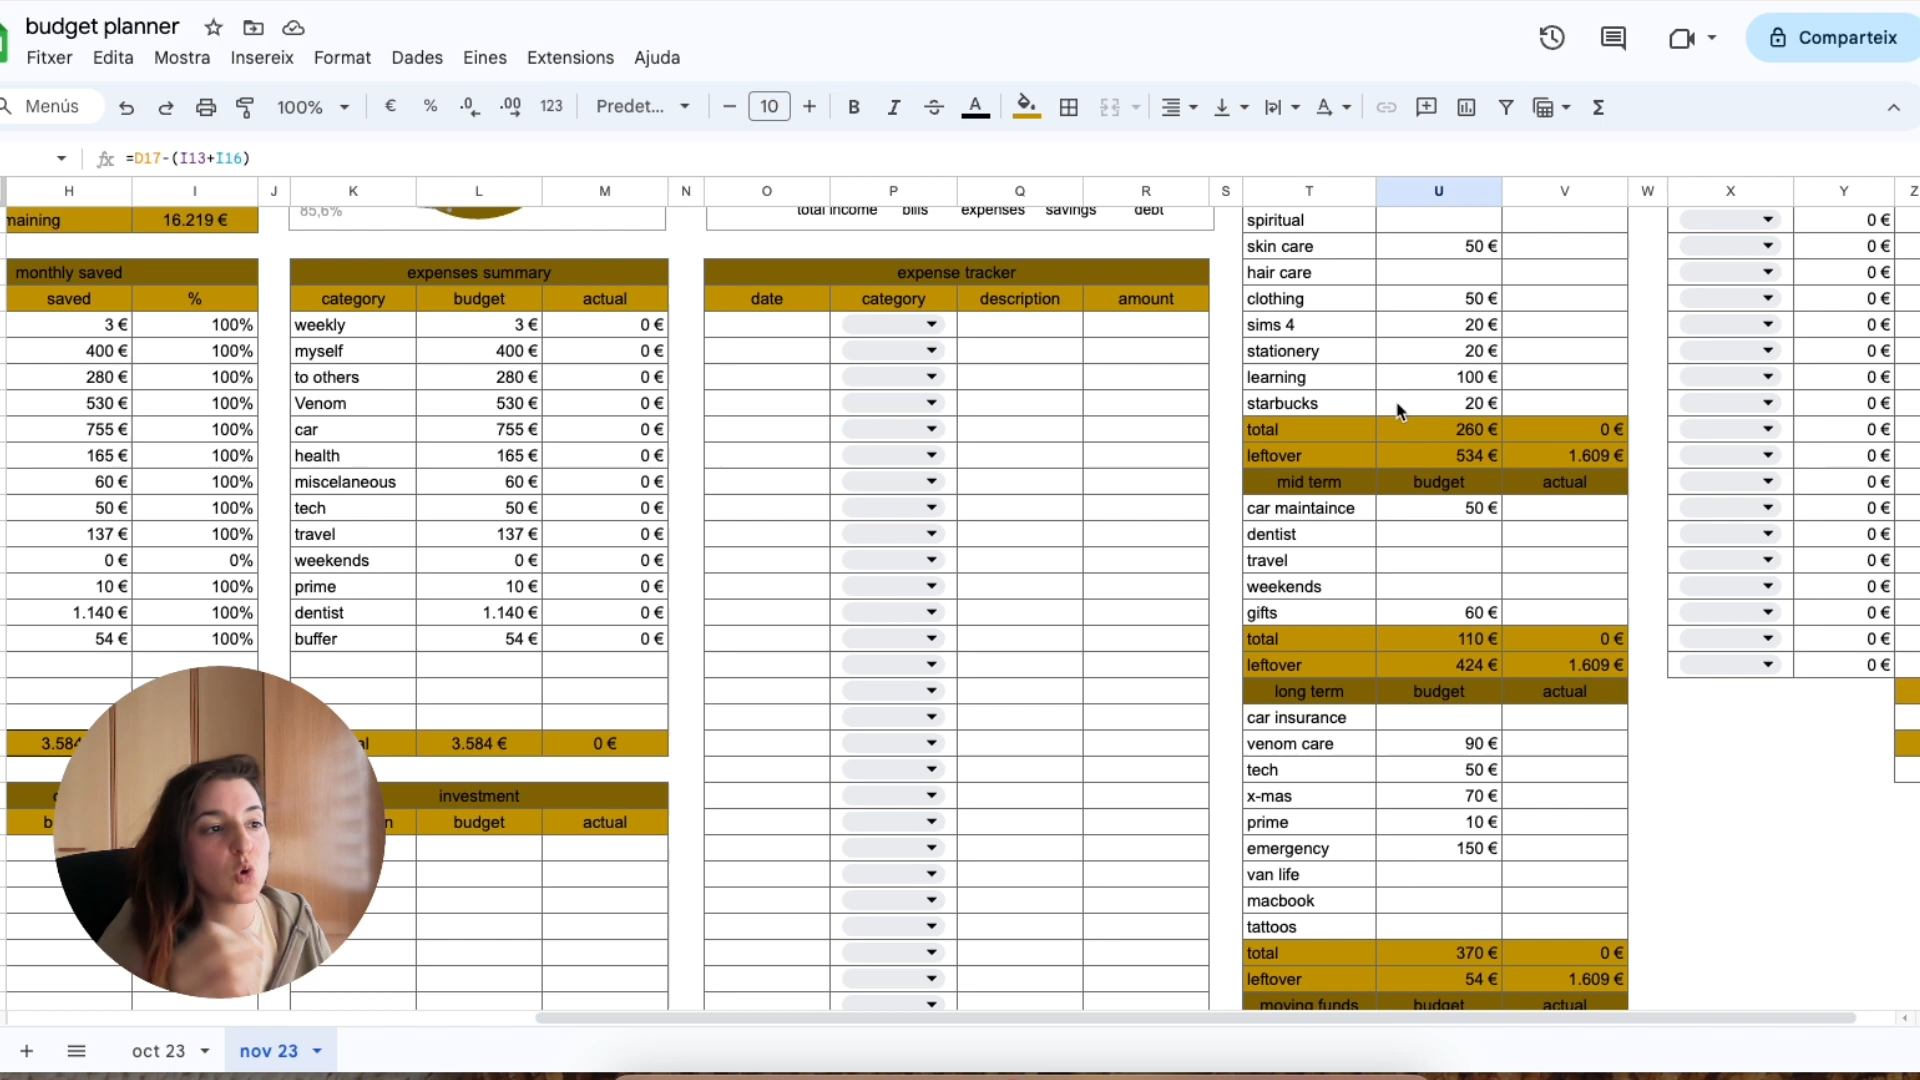 budget planner
Fitxer Edita Mostra Insereix Format Dades Eines Extensions Ajuda
Comparteix
Menús 100% € % .0 .00 123 Predet... 10 B I A
fx =D17-(I13+I16)
H I J K L M N O P Q R S T U V W X Y Z
maining 16.219 € 85,6% total income bills expenses savings debt spiritual 0 €
skin care 50 € 0 €
monthly saved expenses summary expense tracker hair care 0 €
saved % category budget actual date category description amount clothing 50 € 0 €
3 € 100% weekly 3 € 0 € sims 4 20 € 0 €
400 € 100% myself 400 € 0 € stationery 20 € 0 €
280 € 100% to others 280 € 0 € learning 100 € 0 €
530 € 100% Venom 530 € 0 € starbucks 20 € 0 €
755 € 100% car 755 € 0 € total 260 € 0 € 0 €
165 € 100% health 165 € 0 € leftover 534 € 1.609 € 0 €
60 € 100% miscelaneous 60 € 0 € mid term budget actual 0 €
50 € 100% tech 50 € 0 € car maintaince 50 € 0 €
137 € 100% travel 137 € 0 € dentist 0 €
0 € 0% weekends 0 € 0 € travel 0 €
10 € 100% prime 10 € 0 € weekends 0 €
1.140 € 100% dentist 1.140 € 0 € gifts 60 € 0 €
54 € 100% buffer 54 € 0 € total 110 € 0 € 0 €
leftover 424 € 1.609 € 0 €
long term budget actual
car insurance
3.584 3.584 € 0 € venom care 90 €
tech 50 €
investment x-mas 70 €
budget actual prime 10 €
emergency 150 €
van life
macbook
tattoos
total 370 € 0 €
leftover 54 € 1.609 €
moving funds budget actual
oct 23 nov 23